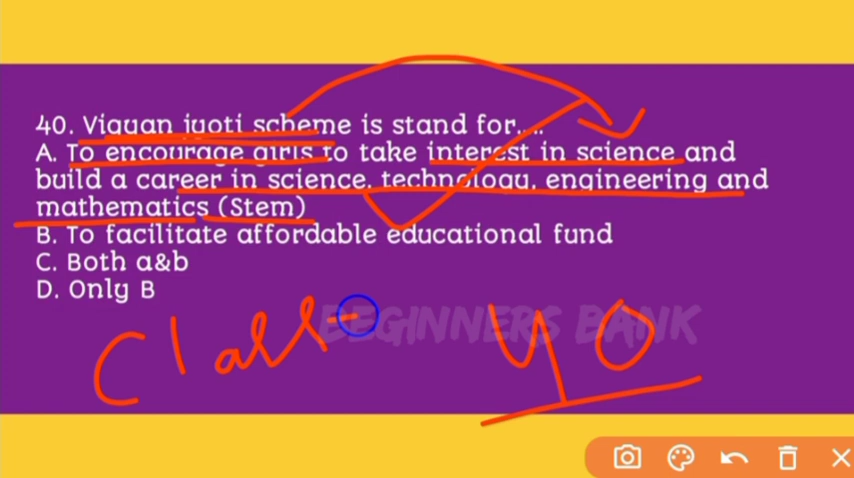 40. Viguan jyoti scheme is stand for....
A. To encourage girls to take interest in science and
build a career in science, technology, engineering and
mathematics (Stem)
B. To facilitate affordable educational fund
C. Both a&b
D. Only B
BEGINNERS BANK
Class- 40